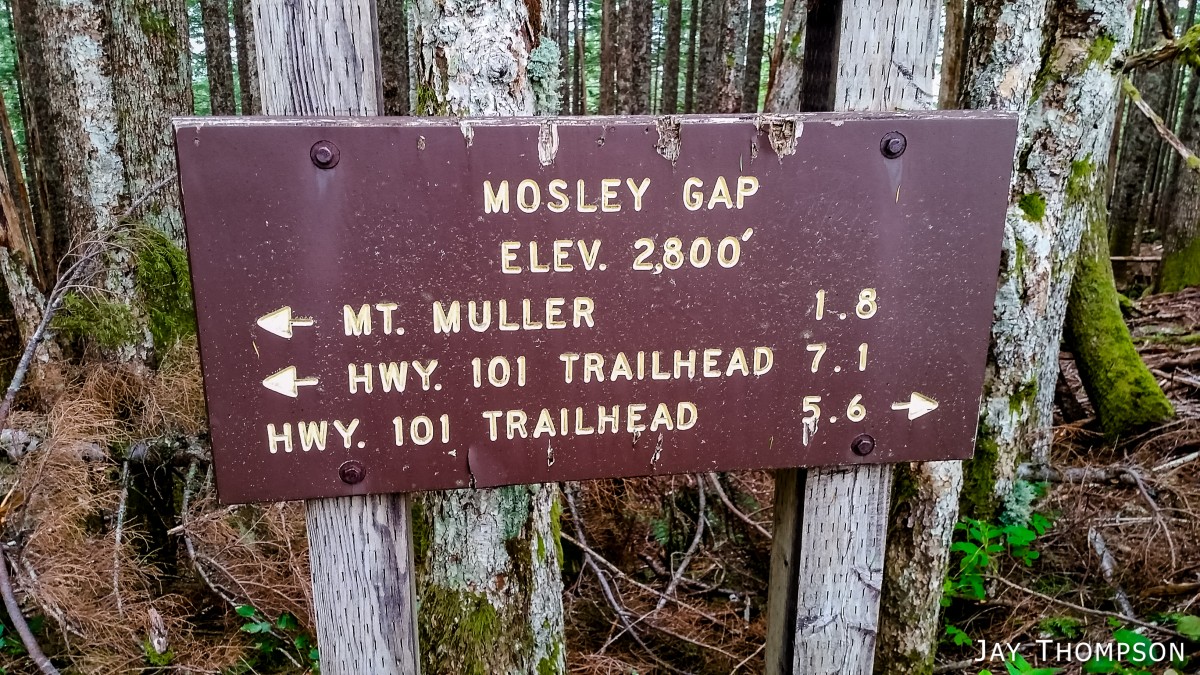 MOSLEY GAP
ELEV. 2,800'
MT. MULLER 1.8
HWY. 101 TRAILHEAD 7.1
HWY. 101 TRAILHEAD 5.6
JAY THOMPSON